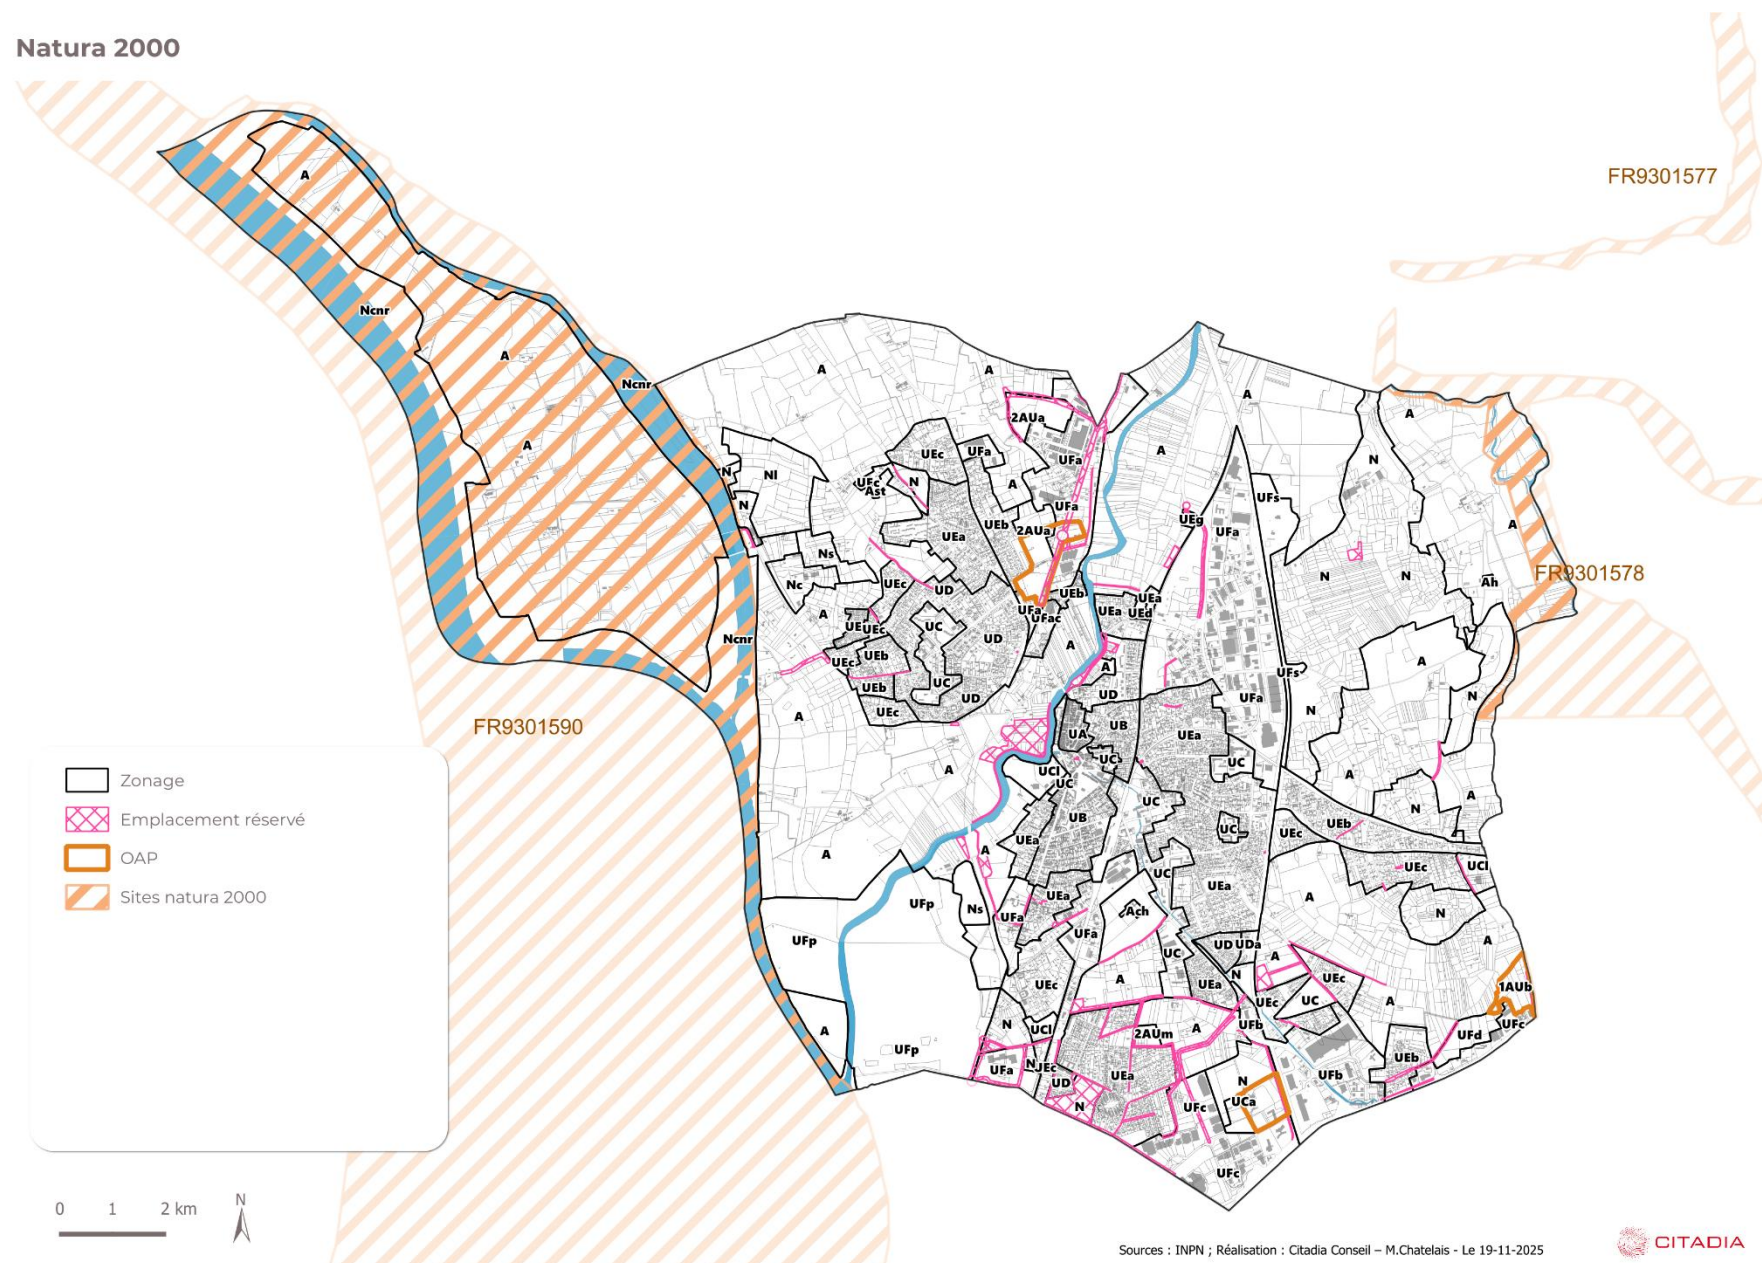 Natura 2000
FR9301577
A
Ncnr
A
Ncnr
A
A
A
A
A
2AUa
A
N
UEc
UFa
UFa
A
N
Nl
UFc
Ast
N
A
UFs
N
UFa
UEb
2AUa
UEg
UFa
A
UEa
Ns
N
N
Ah
FR9301578
Nc
UEc
UD
UEb
UEa
A
UFa
UFac
UEa
UEd
UEc
UC
UD
A
Ncnr
UEc
UEb
A
A
UFs
UEb
UC
UD
UD
UFa
N
N
UEc
A
UB
UA
UEa
FR9301590
UC
UC
A
UCl
UC
A
Zonage
UC
N
A
Emplacement réservé
UB
UC
UEc
UEb
UEa
OAP
A
A
UEc
UCl
UC
UEa
Sites natura 2000
UEa
A
UFp
Ns
UFa
Ach
N
UFp
UFa
UC
UD
UDa
A
A
N
UEc
A
UEc
UEa
1AUb
UEc
UC
A
A
N
UCl
2AUm
A
UFb
UFd
UFc
UFp
UFa
N
UEc
UD
UEa
N
UFb
UEb
N
UFc
UCa
UFc
0 1 2 km
N
Sources : INPN ; Réalisation : Citadia Conseil – M.Chatelais - Le 19-11-2025
CITADIA